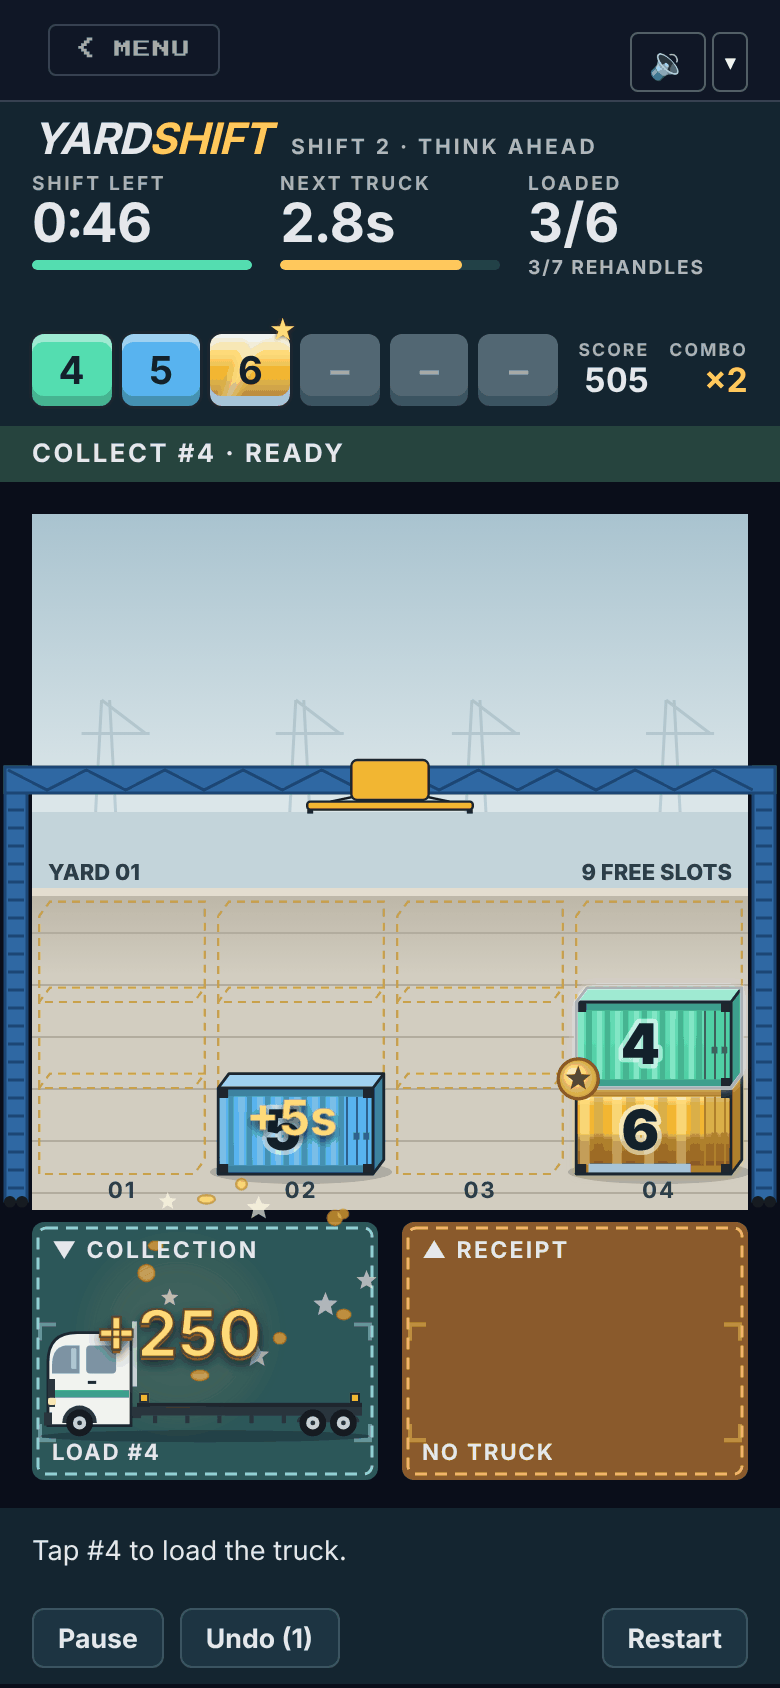 MENU
YARDSHIFT SHIFT 2 · THINK AHEAD
SHIFT LEFT NEXT TRUCK LOADED
0:46 2.8s 3/6
3/7 REHANDLES
4 5 6 – – –
SCORE COMBO
505 ×2
COLLECT #4 · READY
YARD 01 9 FREE SLOTS
4
5 +5s
6
01 02 03 04
▼ COLLECTION
+250
LOAD #4
▲ RECEIPT
NO TRUCK
Tap #4 to load the truck.
Pause Undo (1) Restart